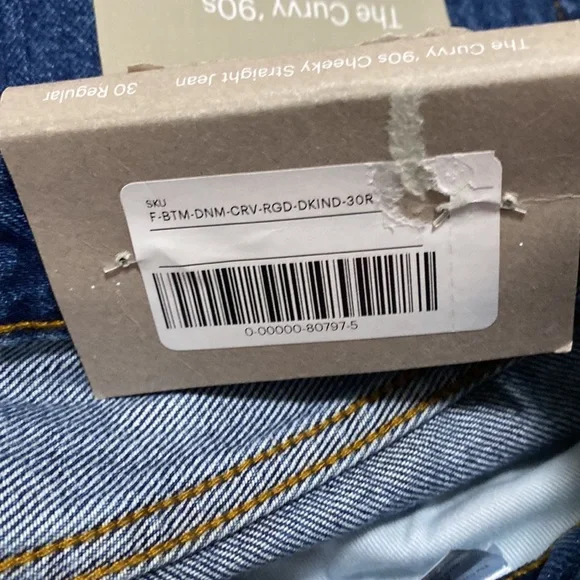 The Curvy '90s
The Curvy '90s Cheeky Straight Jean
30 Regular
SKU
F-BTM-DNM-CRV-RGD-DKIND-30R
0-00000-80797-5